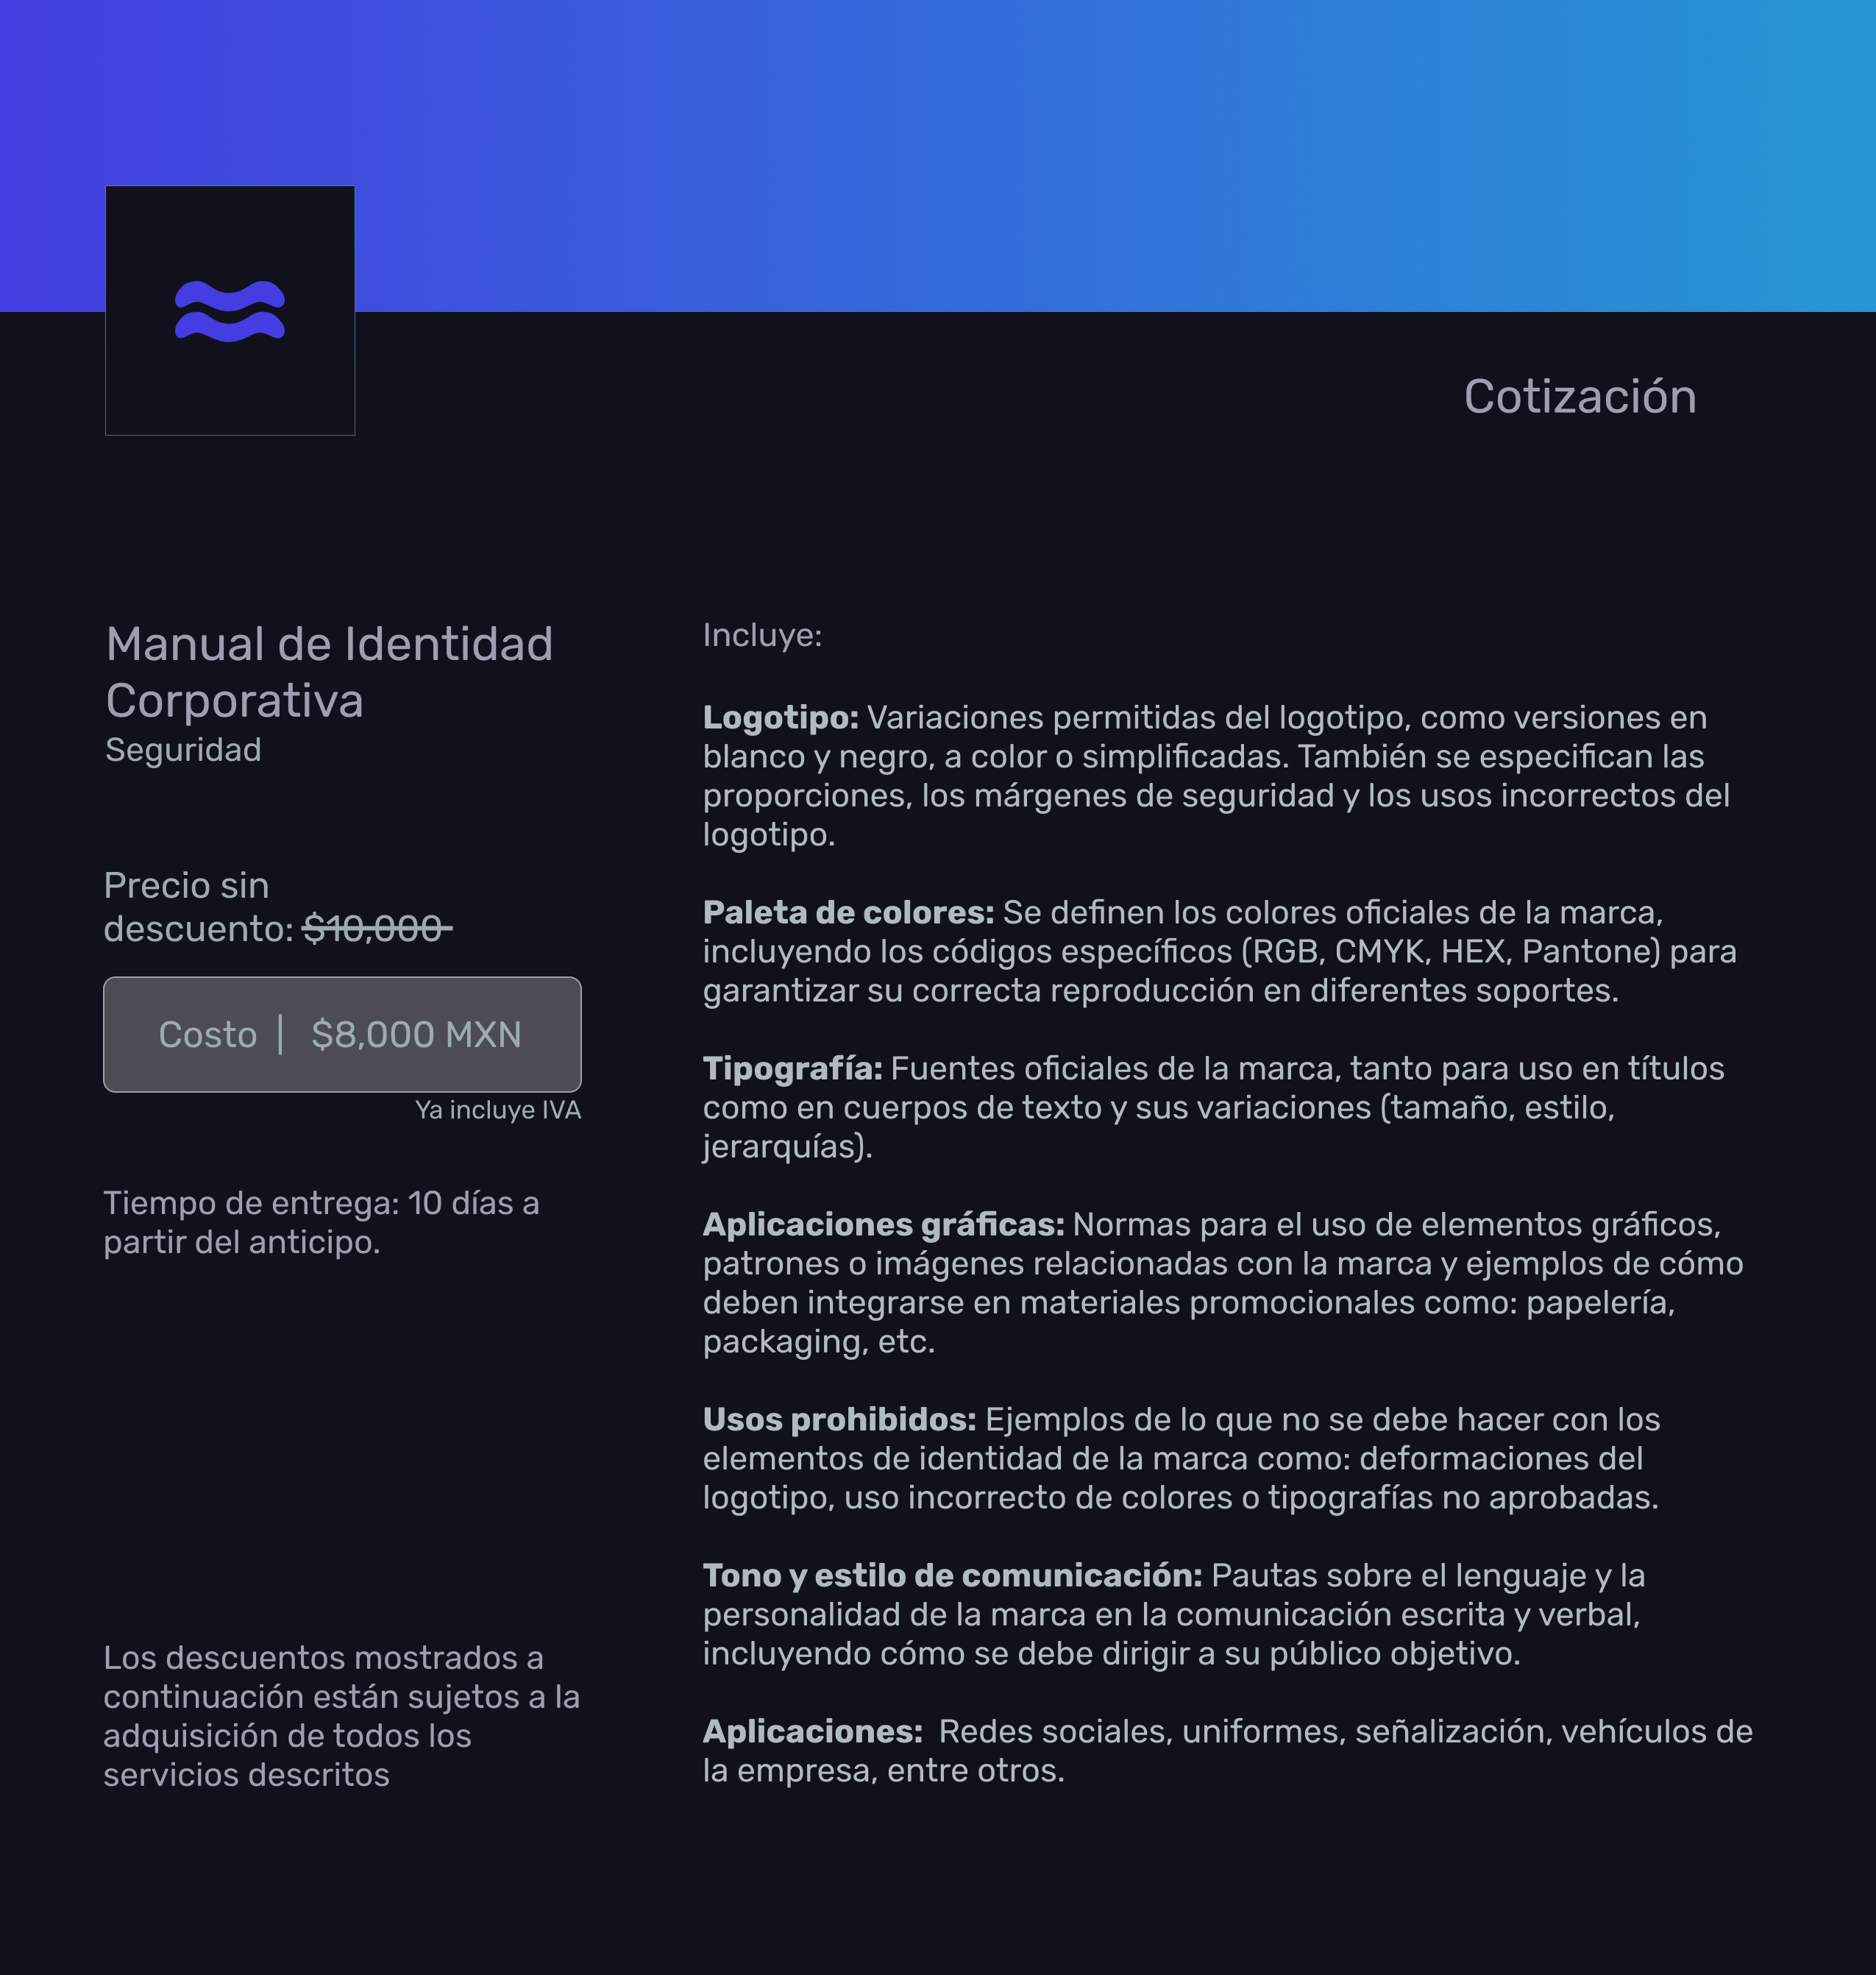 Cotización
Manual de Identidad
Corporativa
Seguridad
Precio sin
descuento: $10,000
Costo | $8,000 MXN
Ya incluye IVA
Tiempo de entrega: 10 días a
partir del anticipo.
Los descuentos mostrados a
continuación están sujetos a la
adquisición de todos los
servicios descritos
Incluye:
Logotipo: Variaciones permitidas del logotipo, como versiones en
blanco y negro, a color o simplificadas. También se especifican las
proporciones, los márgenes de seguridad y los usos incorrectos del
logotipo.
Paleta de colores: Se definen los colores oficiales de la marca,
incluyendo los códigos específicos (RGB, CMYK, HEX, Pantone) para
garantizar su correcta reproducción en diferentes soportes.
Tipografía: Fuentes oficiales de la marca, tanto para uso en títulos
como en cuerpos de texto y sus variaciones (tamaño, estilo,
jerarquías).
Aplicaciones gráficas: Normas para el uso de elementos gráficos,
patrones o imágenes relacionadas con la marca y ejemplos de cómo
deben integrarse en materiales promocionales como: papelería,
packaging, etc.
Usos prohibidos: Ejemplos de lo que no se debe hacer con los
elementos de identidad de la marca como: deformaciones del
logotipo, uso incorrecto de colores o tipografías no aprobadas.
Tono y estilo de comunicación: Pautas sobre el lenguaje y la
personalidad de la marca en la comunicación escrita y verbal,
incluyendo cómo se debe dirigir a su público objetivo.
Aplicaciones: Redes sociales, uniformes, señalización, vehículos de
la empresa, entre otros.